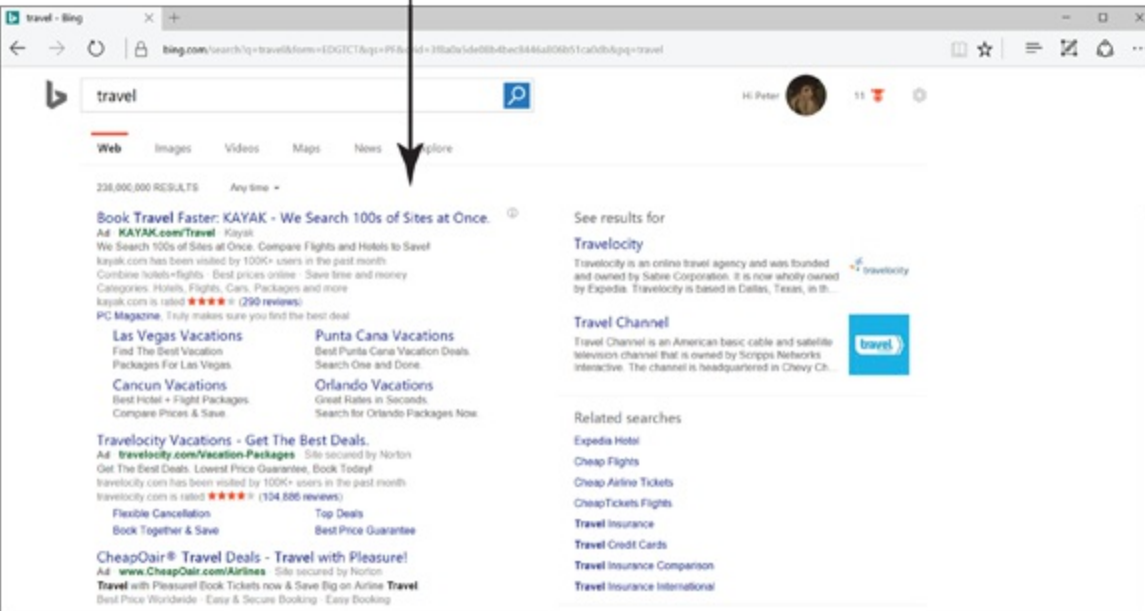 travel - Bing
bing.com/search?q=travel&form=EDGTCT&qs=PF&
travel
Hi Peter
11
Web Images Videos Maps News
238,000,000 RESULTS Any time
Book Travel Faster: KAYAK - We Search 100s of Sites at Once.
Ad · KAYAK.com/Travel · Kayak
We Search 100s of Sites at Once. Compare Flights and Hotels to Save!
kayak.com has been visited by 100K+ users in the past month
Combine hotels+flights · Best prices online · Save time and money
Categories: Hotels, Flights, Cars, Packages and more
kayak.com is rated ★★★★★ (290 reviews)
PC Magazine, Truly makes sure you find the best deal
Las Vegas Vacations
Find The Best Vacation
Packages For Las Vegas.
Punta Cana Vacations
Best Punta Cana Vacation Deals.
Search One and Done.
Cancun Vacations
Best Hotel + Flight Packages.
Compare Prices & Save.
Orlando Vacations
Great Rates in Seconds.
Search for Orlando Packages Now.
Travelocity Vacations - Get The Best Deals.
Ad · travelocity.com/Vacation-Packages · Site secured by Norton
Get The Best Deals. Lowest Price Guarantee, Book Today!
travelocity.com has been visited by 100K+ users in the past month
travelocity.com is rated ★★★★★ (104,886 reviews)
Flexible Cancellation
Top Deals
Book Together & Save
Best Price Guarantee
CheapOair® Travel Deals - Travel with Pleasure!
Ad · www.CheapOair.com/Airlines · Site secured by Norton
Travel with Pleasure! Book Tickets now & Save Big on Airline Travel
Best Price Worldwide · Easy & Secure Booking · Easy Booking
See results for
Travelocity
Travelocity is an online travel agency and was founded
and owned by Sabre Corporation. It is now wholly owned
by Expedia. Travelocity is based in Dallas, Texas, in th...
travelocity
Travel Channel
Travel Channel is an American basic cable and satellite
television channel that is owned by Scripps Networks
Interactive. The channel is headquartered in Chevy Ch...
travel
Related searches
Expedia Hotel
Cheap Flights
Cheap Airline Tickets
CheapTickets Flights
Travel Insurance
Travel Credit Cards
Travel Insurance Comparison
Travel Insurance International